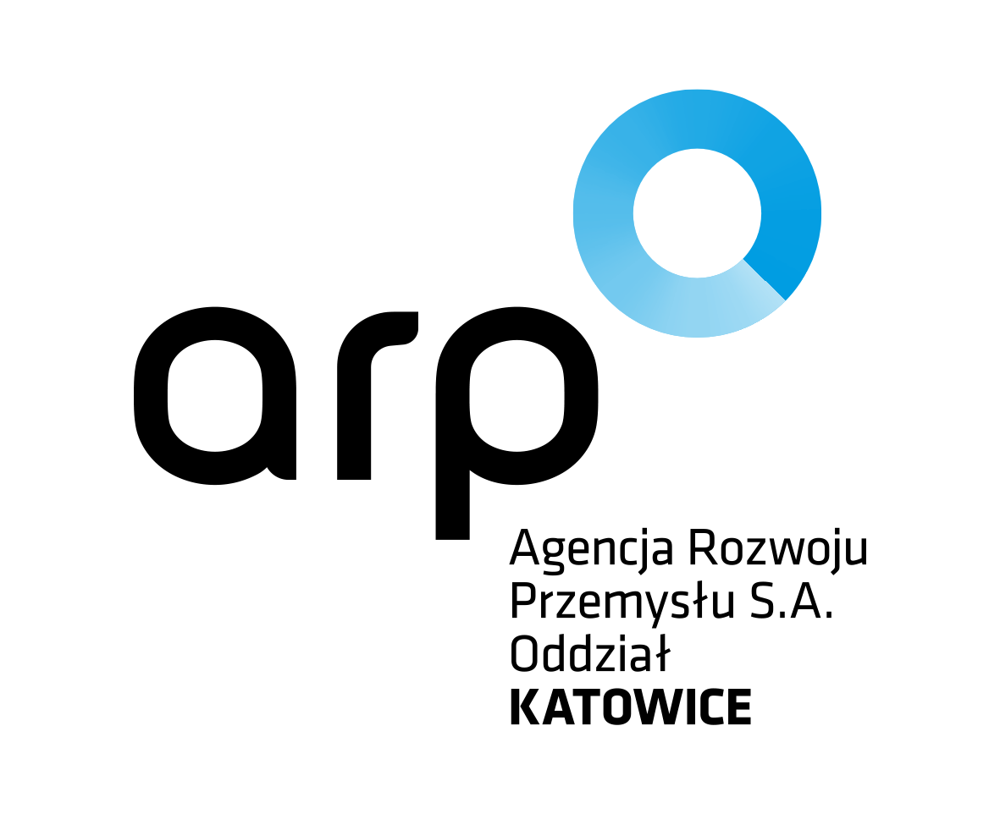 arp
Agencja Rozwoju
Przemysłu S.A.
Oddział
KATOWICE